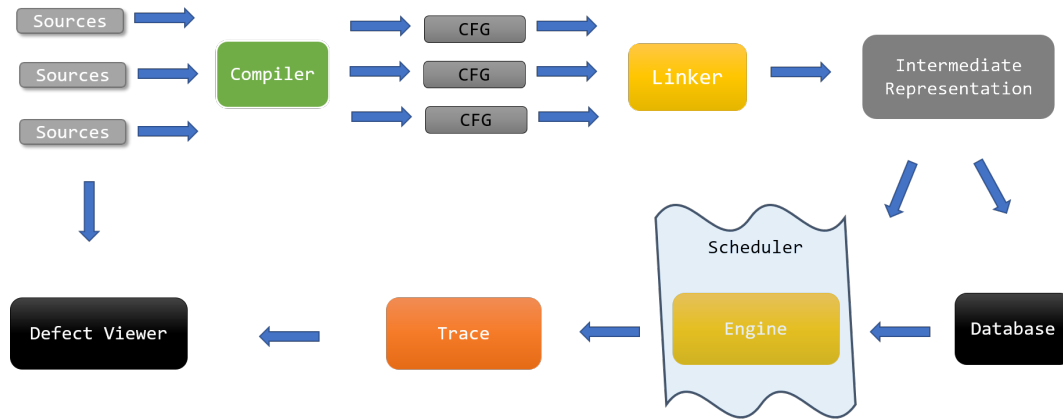 Sources
CFG
Sources
Compiler
CFG
Linker
Intermediate
Representation
Sources
CFG
Scheduler
Defect Viewer
Trace
Engine
Database